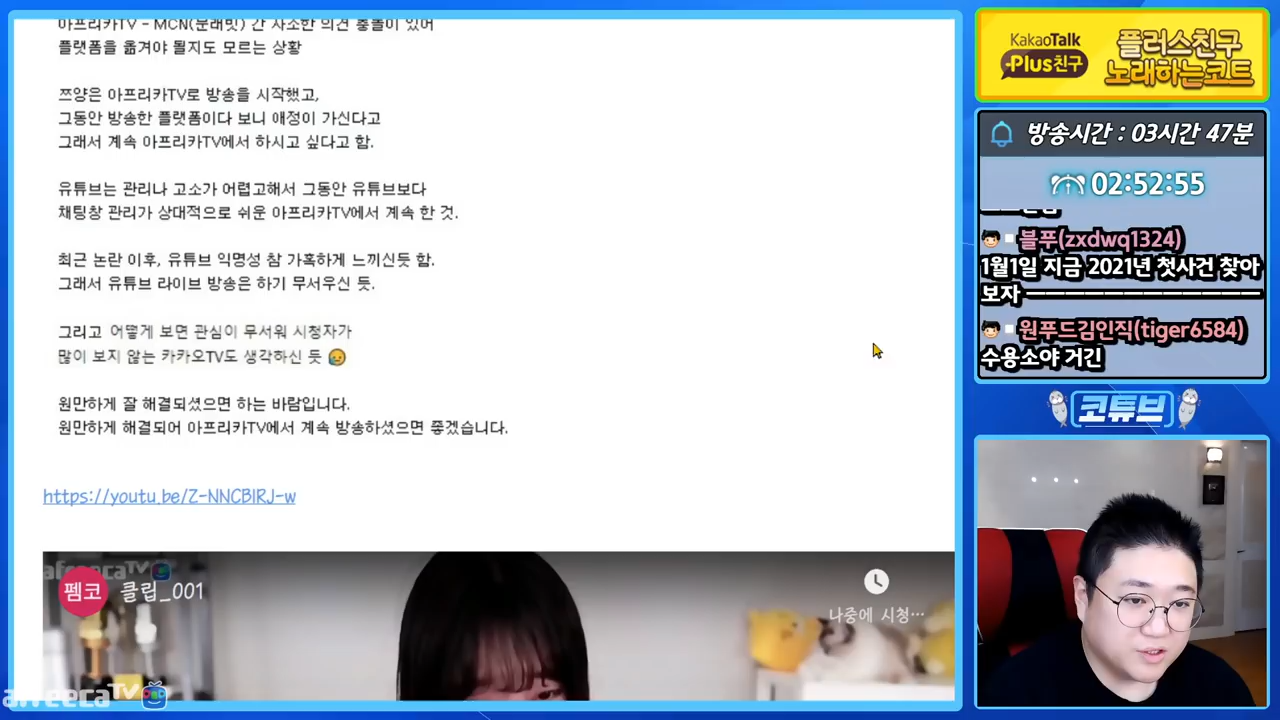 아프리카TV - MCN(문래빗) 간 사소한 의견 충돌이 있어
플랫폼을 옮겨야 될지도 모르는 상황
쯔양은 아프리카TV로 방송을 시작했고,
그동안 방송한 플랫폼이다 보니 애정이 가신다고
그래서 계속 아프리카TV에서 하시고 싶다고 함.
유튜브는 관리나 고소가 어렵고해서 그동안 유튜브보다
채팅창 관리가 상대적으로 쉬운 아프리카TV에서 계속 한 것.
최근 논란 이후, 유튜브 익명성 참 가혹하게 느끼신듯 함.
그래서 유튜브 라이브 방송은 하기 무서우신 듯.
그리고 어떻게 보면 관심이 무서워 시청자가
많이 보지 않는 카카오TV도 생각하신 듯 😥
원만하게 잘 해결되셨으면 하는 바람입니다.
원만하게 해결되어 아프리카TV에서 계속 방송하셨으면 좋겠습니다.
https://youtu.be/Z-NNCBIRJ-w
afreecaTV
펨코 클립_001
나중에 시청…
afreecaTV
KakaoTalk
Plus친구
플러스친구
노래하는코트
방송시간 : 03시간 47분
02:52:55
블푸(zxdwq1324)
1월1일 지금 2021년 첫사건 찾아
보자 ━━━━━━━━━━━━
원푸드김인직(tiger6584)
수용소야 거긴
코튜브